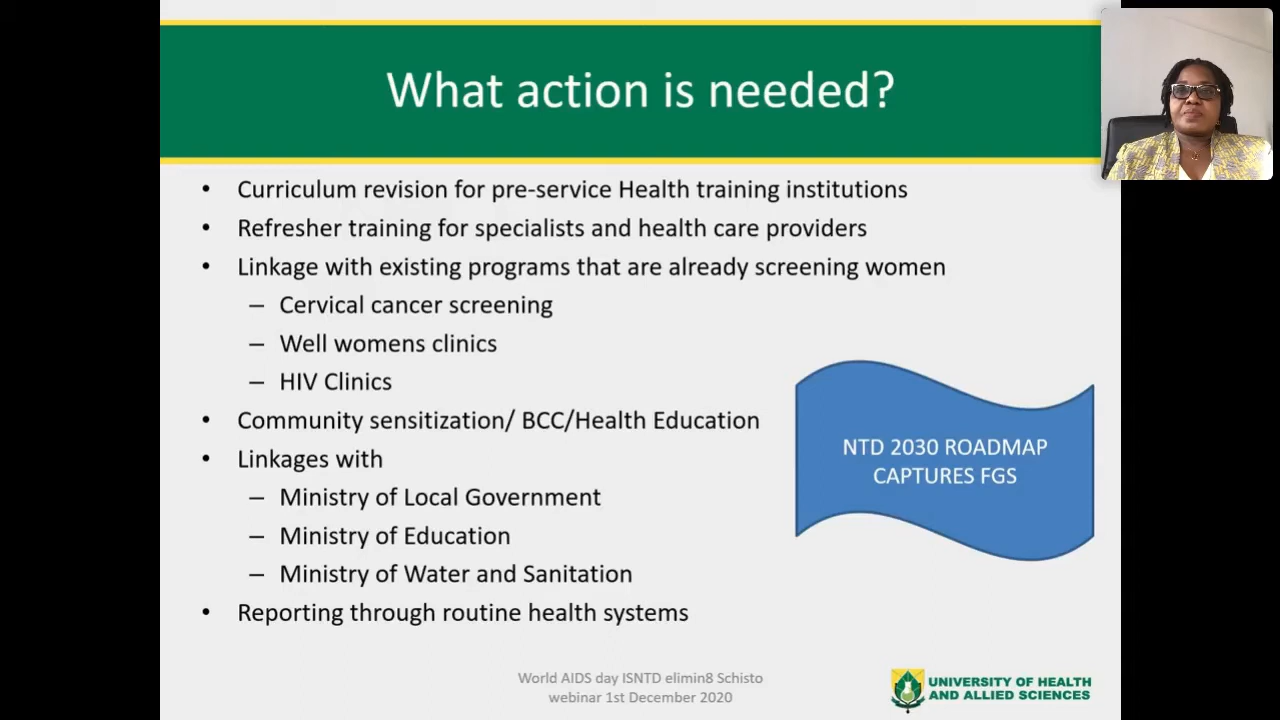 What action is needed?
• Curriculum revision for pre-service Health training institutions
• Refresher training for specialists and health care providers
• Linkage with existing programs that are already screening women
– Cervical cancer screening
– Well womens clinics
– HIV Clinics
• Community sensitization/ BCC/Health Education
• Linkages with
– Ministry of Local Government
– Ministry of Education
– Ministry of Water and Sanitation
• Reporting through routine health systems
NTD 2030 ROADMAP
CAPTURES FGS
World AIDS day ISNTD elimin8 Schisto
webinar 1st December 2020
UNIVERSITY OF HEALTH
AND ALLIED SCIENCES